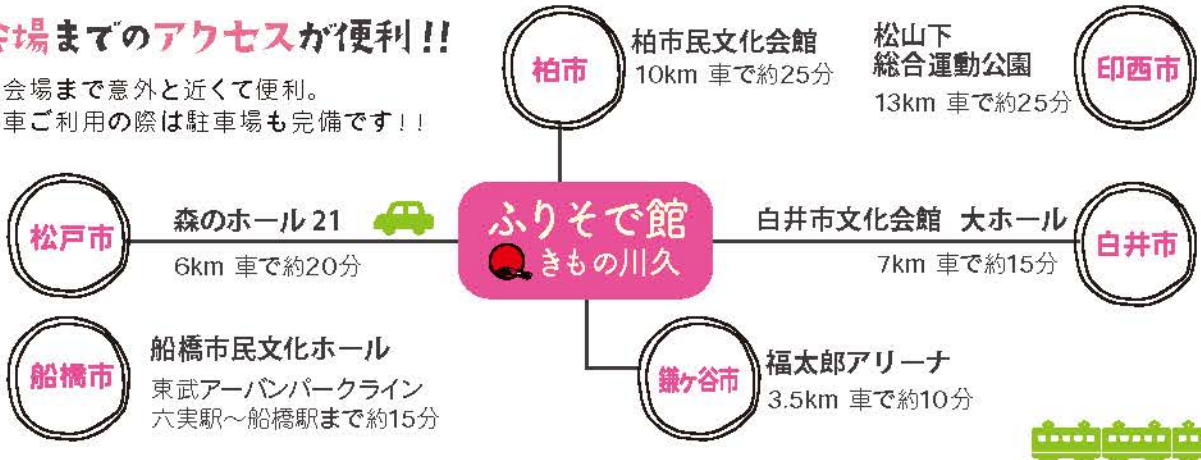 場までのアクセスが便利!!
会場まで意外と近くて便利。
車ご利用の際は駐車場も完備です!!
柏市
柏市民文化会館
10km 車で約25分
松山下
総合運動公園
13km 車で約25分
印西市
松戸市
森のホール21
6km 車で約20分
ふりそで館
きもの川久
白井市文化会館 大ホール
7km 車で約15分
白井市
船橋市
船橋市民文化ホール
東武アーバンパークライン
六実駅～船橋駅まで約15分
鎌ケ谷市
福太郎アリーナ
3.5km 車で約10分